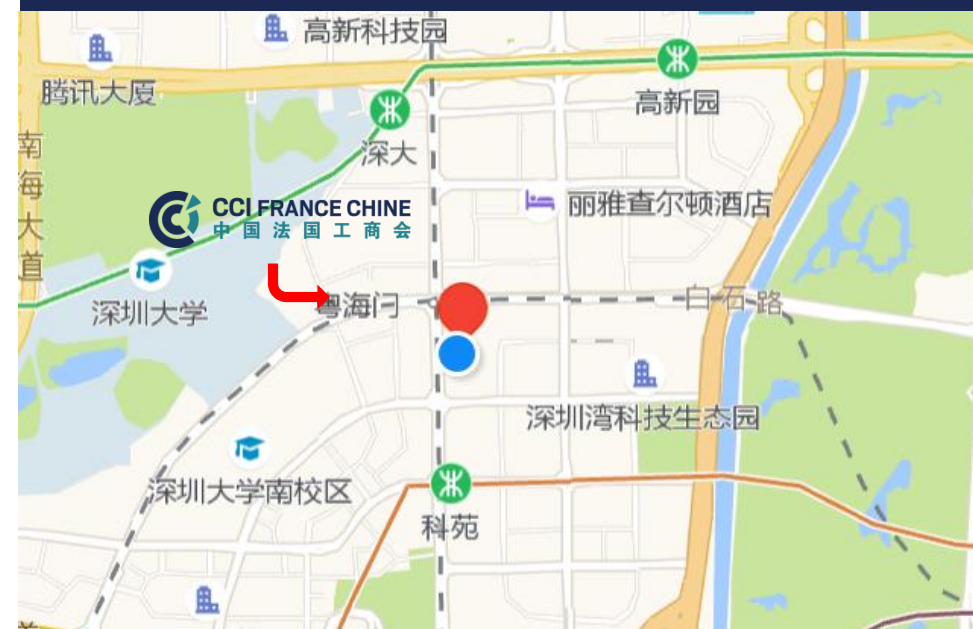 高新科技园
腾讯大厦
高新园
南海大道
深大
CCI FRANCE CHINE
中国法国工商会
丽雅查尔顿酒店
深圳大学
粤海门
白石路
深圳湾科技生态园
深圳大学南校区
科苑